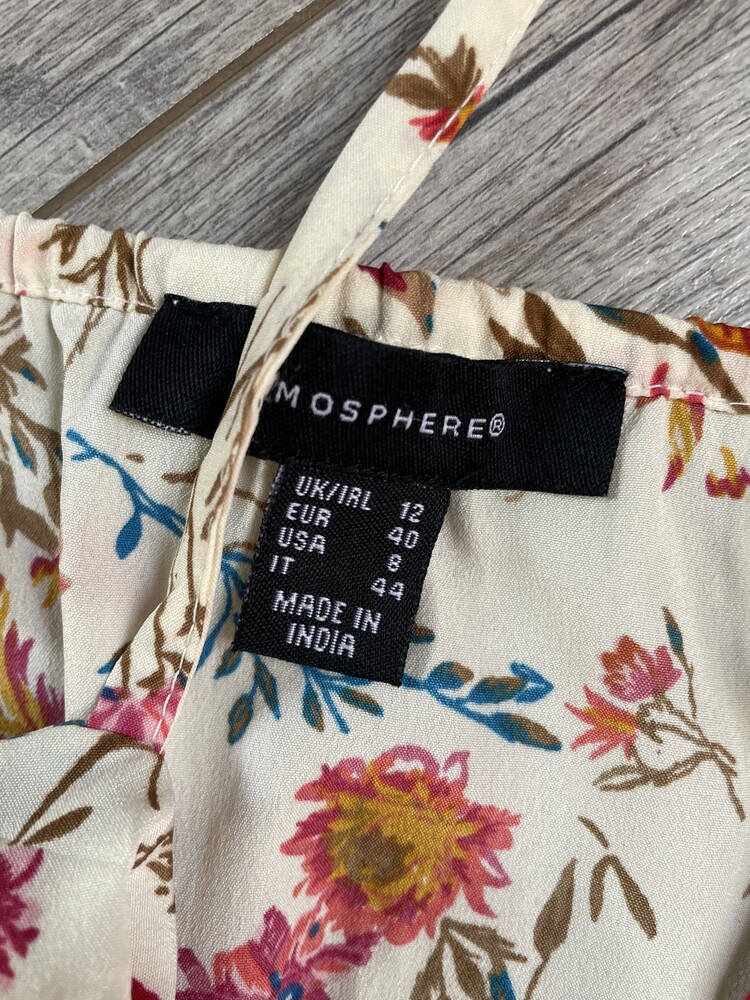 MOSPHERE®
UK/IRL 12
EUR 40
USA 8
IT 44
MADE IN
INDIA